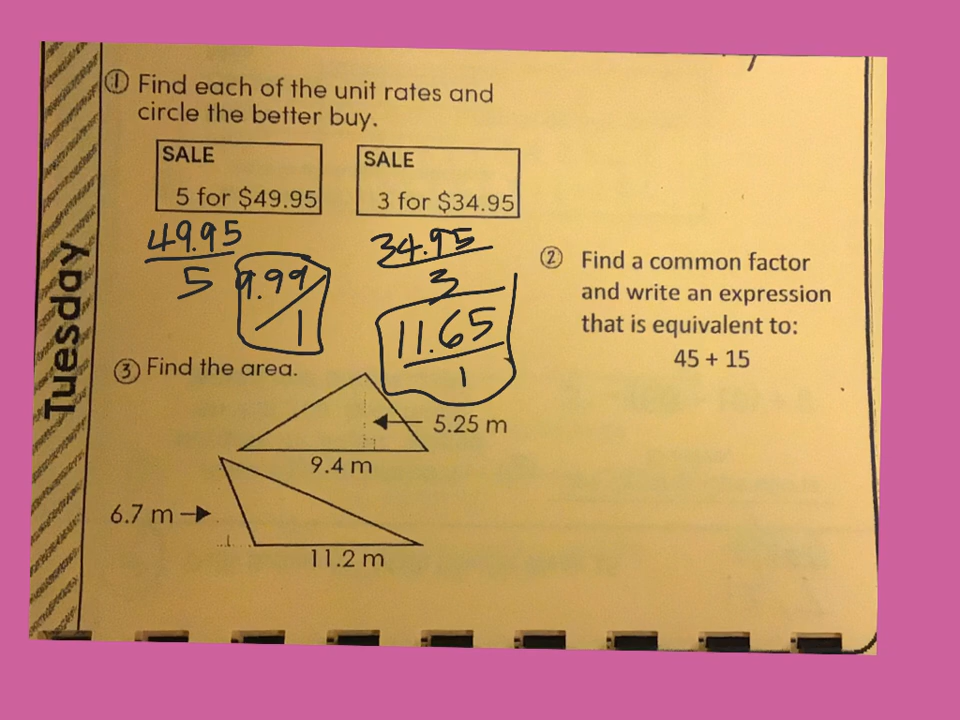 Tuesday
① Find each of the unit rates and
circle the better buy.
SALE
5 for $49.95
SALE
3 for $34.95
49.95
5
9.99
1
34.95
3
11.65
1
② Find a common factor
and write an expression
that is equivalent to:
45 + 15
③ Find the area.
5.25 m
9.4 m
6.7 m
11.2 m